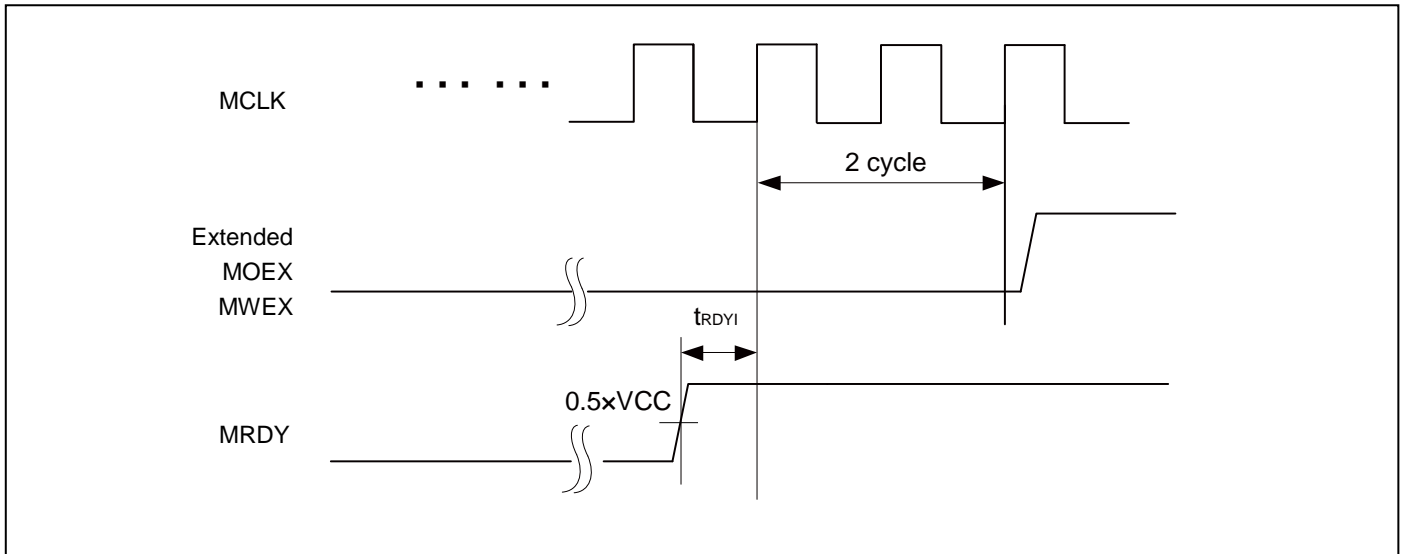 MCLK
2 cycle
Extended
MOEX
MWEX
tRDYI
0.5×VCC
MRDY